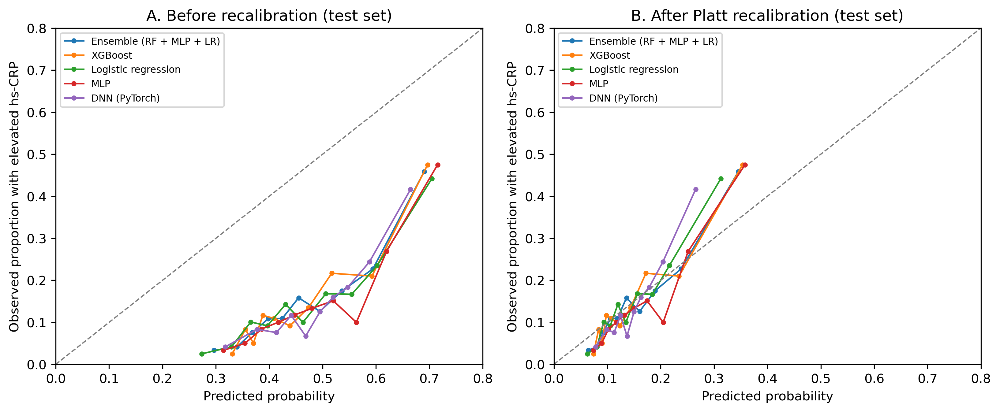 A. Before recalibration (test set)
Observed proportion with elevated hs-CRP
0.8
0.7
0.6
0.5
0.4
0.3
0.2
0.1
0.0
Ensemble (RF + MLP + LR)
XGBoost
Logistic regression
MLP
DNN (PyTorch)
0.0 0.1 0.2 0.3 0.4 0.5 0.6 0.7 0.8
Predicted probability
B. After Platt recalibration (test set)
Observed proportion with elevated hs-CRP
0.8
0.7
0.6
0.5
0.4
0.3
0.2
0.1
0.0
Ensemble (RF + MLP + LR)
XGBoost
Logistic regression
MLP
DNN (PyTorch)
0.0 0.1 0.2 0.3 0.4 0.5 0.6 0.7 0.8
Predicted probability